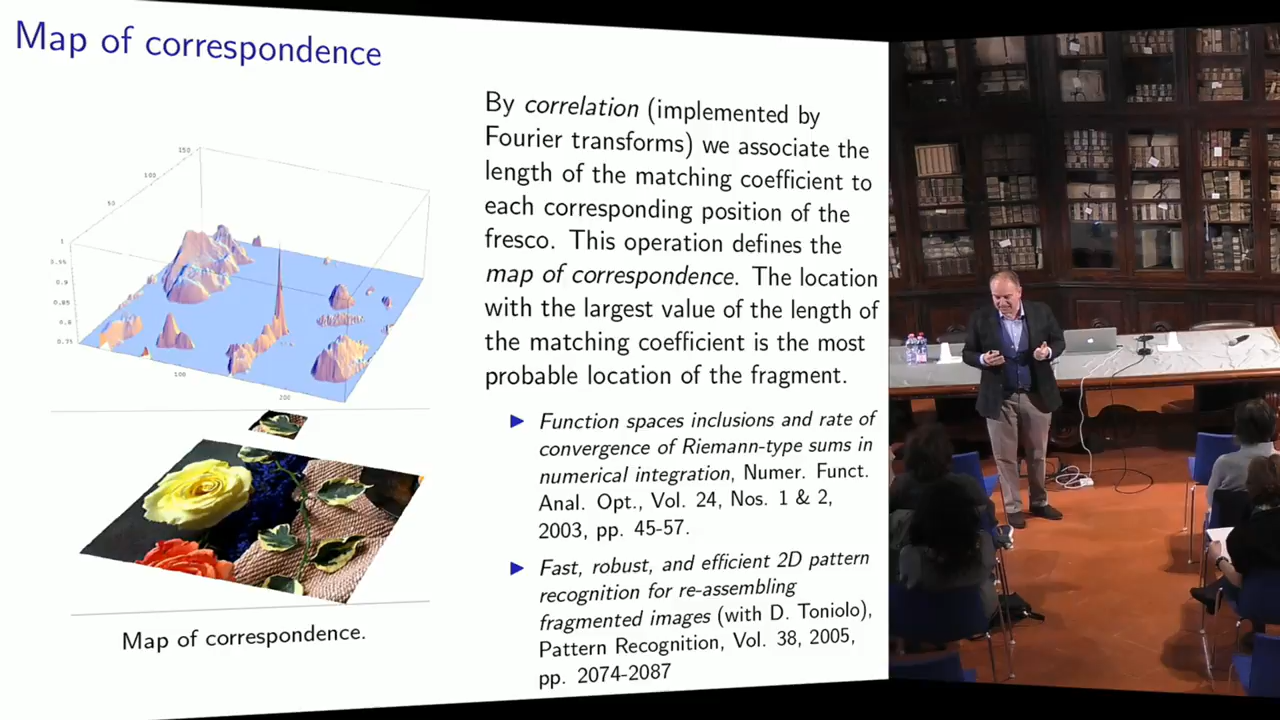 Map of correspondence
150
100
50
1
0.95
0.9
0.85
0.8
0.75
100
200
Map of correspondence.
By correlation (implemented by
Fourier transforms) we associate the
length of the matching coefficient to
each corresponding position of the
fresco. This operation defines the
map of correspondence. The location
with the largest value of the length of
the matching coefficient is the most
probable location of the fragment.
Function spaces inclusions and rate of
convergence of Riemann-type sums in
numerical integration, Numer. Funct.
Anal. Opt., Vol. 24, Nos. 1 & 2,
2003, pp. 45-57.
Fast, robust, and efficient 2D pattern
recognition for re-assembling
fragmented images (with D. Toniolo),
Pattern Recognition, Vol. 38, 2005,
pp. 2074-2087